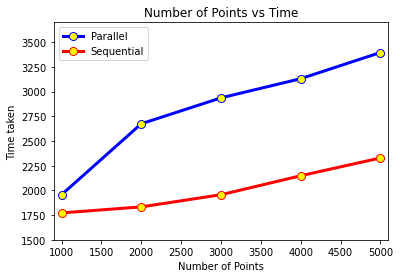 Number of Points vs Time
Parallel
Sequential
Time taken
3500
3250
3000
2750
2500
2250
2000
1750
1500
1000 1500 2000 2500 3000 3500 4000 4500 5000
Number of Points